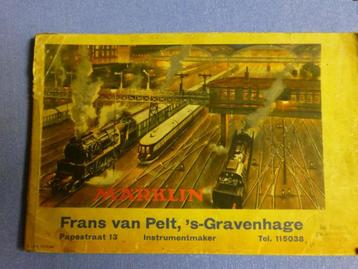 MÄRKLIN
Frans van Pelt, 's-Gravenhage
Papestraat 13 Instrumentmaker Tel. 115038